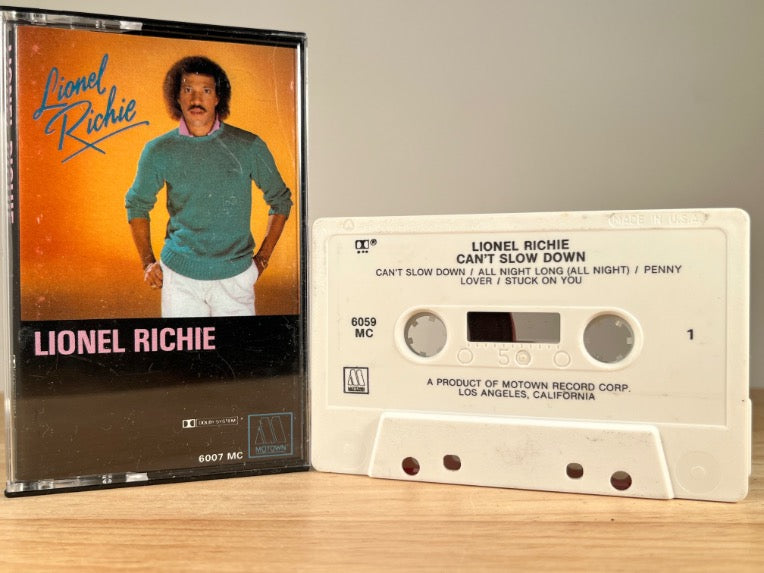 Lionel
Richie
LIONEL RICHIE
DOLBY SYSTEM
MOTOWN
6007 MC
MADE IN U.S.A.
LIONEL RICHIE
CAN'T SLOW DOWN
CAN'T SLOW DOWN / ALL NIGHT LONG (ALL NIGHT) / PENNY
LOVER / STUCK ON YOU
6059
MC
50
1
MOTOWN
A PRODUCT OF MOTOWN RECORD CORP.
LOS ANGELES, CALIFORNIA